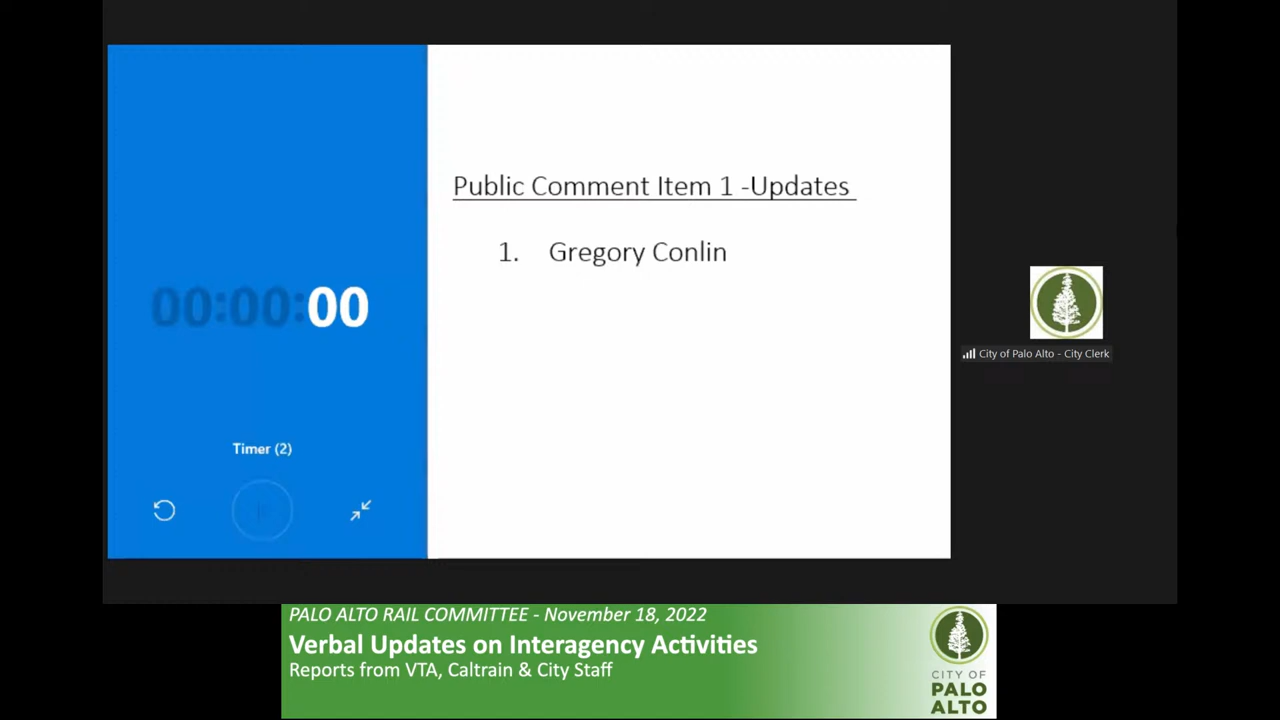 Public Comment Item 1 -Updates
1. Gregory Conlin
00:00:00
Timer (2)
City of Palo Alto - City Clerk
PALO ALTO RAIL COMMITTEE - November 18, 2022
Verbal Updates on Interagency Activities
Reports from VTA, Caltrain & City Staff
CITY OF
PALO
ALTO